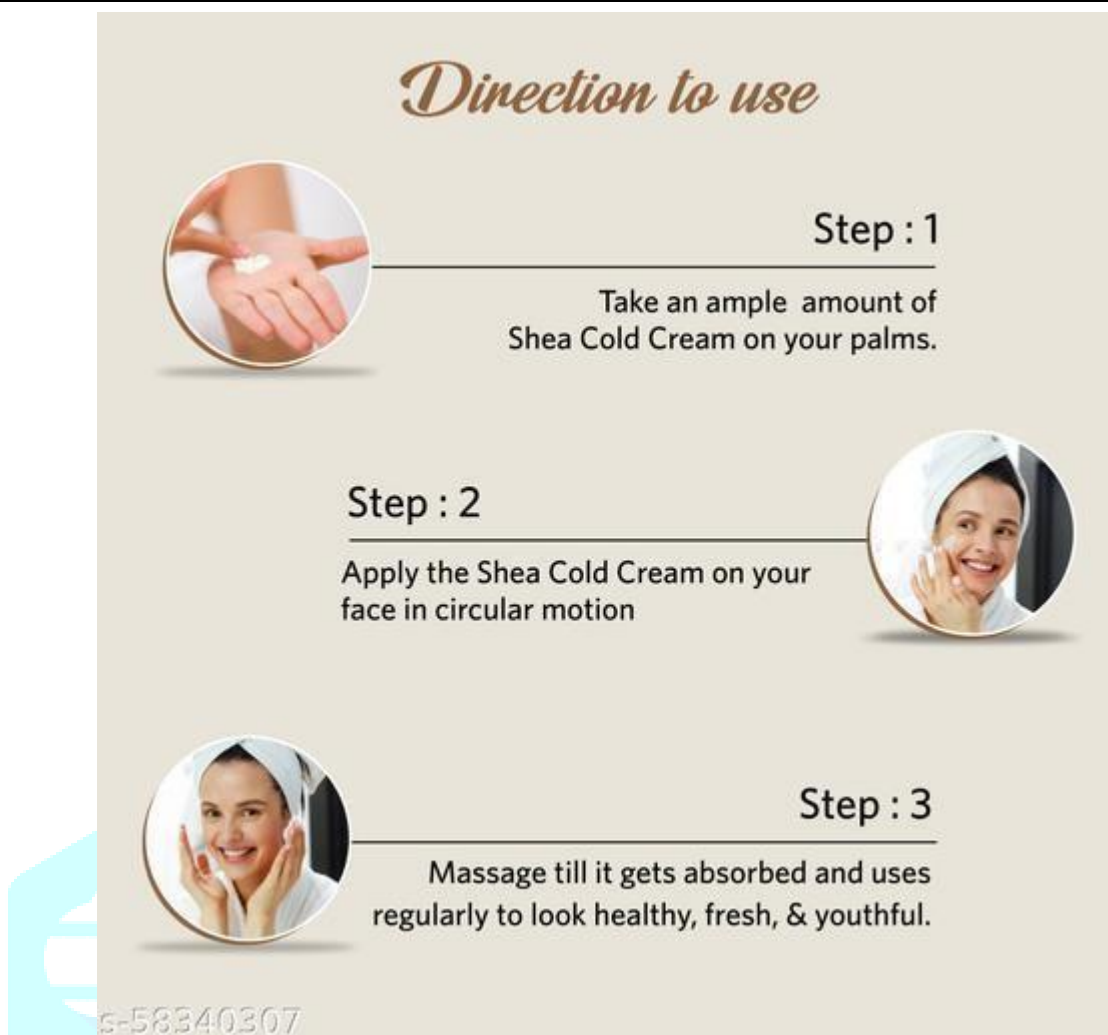 Direction to use
Step : 1
Take an ample amount of
Shea Cold Cream on your palms.
Step : 2
Apply the Shea Cold Cream on your
face in circular motion
Step : 3
Massage till it gets absorbed and uses
regularly to look healthy, fresh, & youthful.
s-58340307